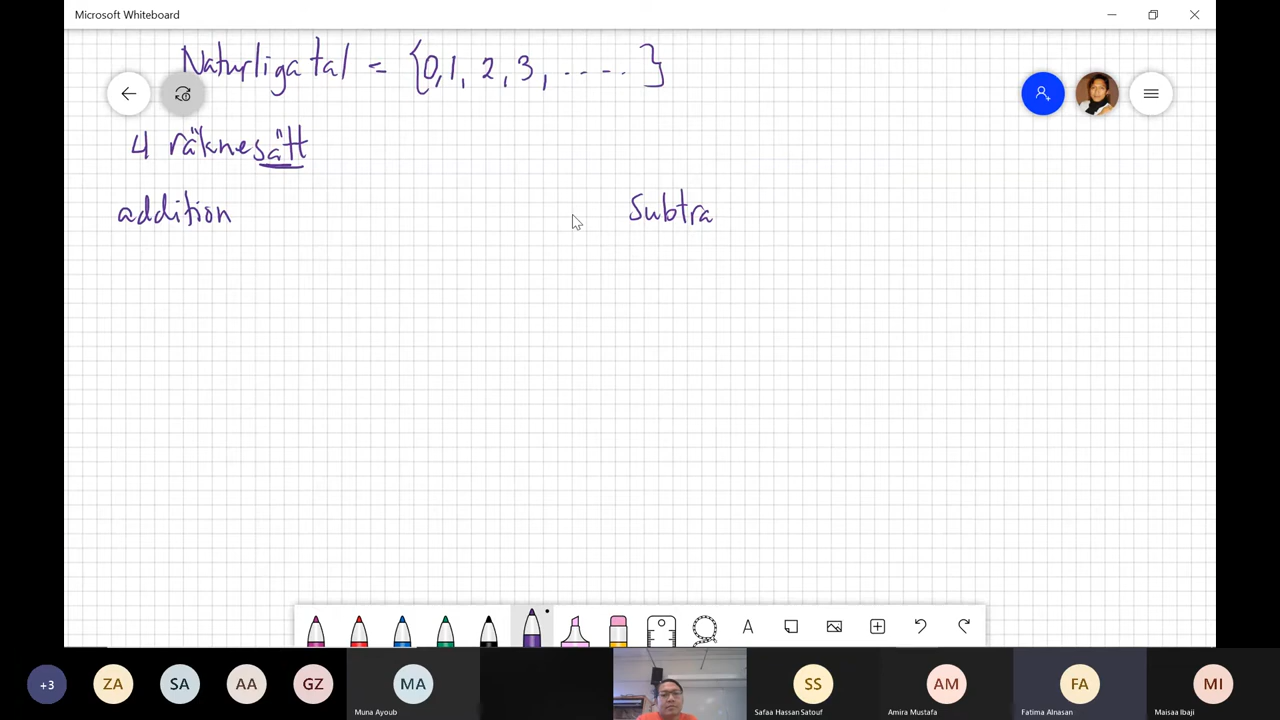 Microsoft Whiteboard
Naturliga tal = {0,1, 2, 3, ..... }
4 räknesätt
addition Subtra
A
+3 ZA SA AA GZ MA SS AM FA MI
Muna Ayoub Safaa Hassan Satouf Amira Mustafa Fatima Alnasan Maisaa Ibaji